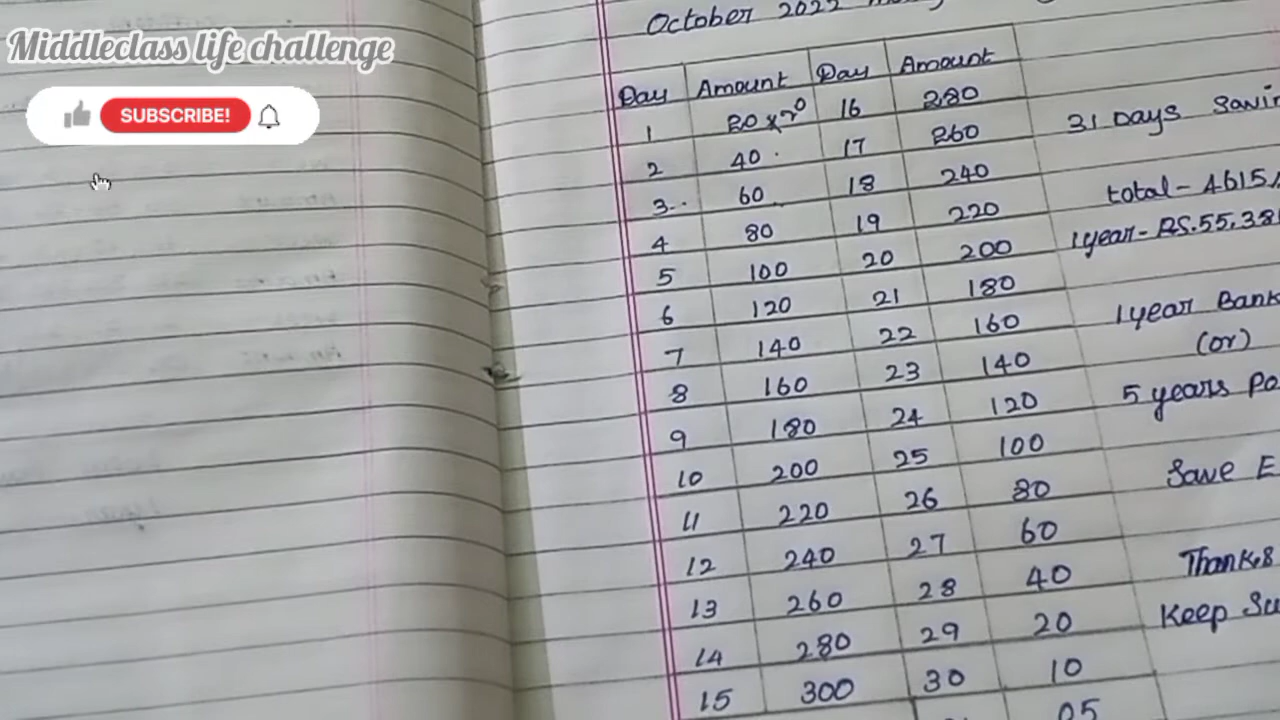 Middleclass life challenge
SUBSCRIBE!
October 2022
Day Amount Day Amount
1 20 16 280
2 40 17 260
3 60 18 240
4 80 19 220
5 100 20 200
6 120 21 180
7 140 22 160
8 160 23 140
9 180 24 120
10 200 25 100
11 220 26 80
12 240 27 60
13 260 28 40
14 280 29 20
15 300 30 10
05
31 Days
total- 4615/
1year- RS.55,38
1year Bank
(or)
5 years Po
Save E
Thanks
Keep